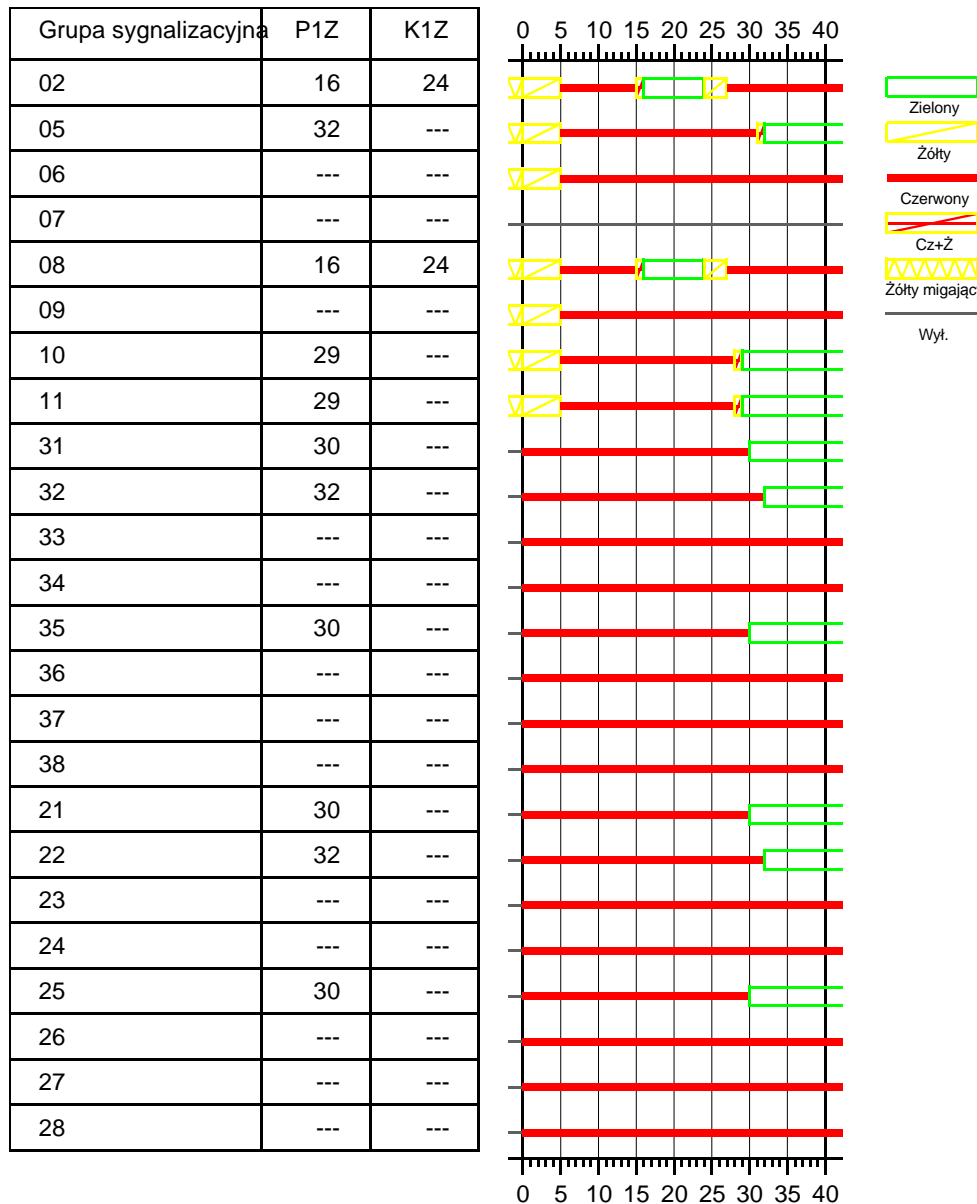 Grupa sygnalizacyjna P1Z K1Z
0 5 10 15 20 25 30 35 40
02 16 24
05 32 ---
06 --- ---
07 --- ---
08 16 24
09 --- ---
10 29 ---
11 29 ---
31 30 ---
32 32 ---
33 --- ---
34 --- ---
35 30 ---
36 --- ---
37 --- ---
38 --- ---
21 30 ---
22 32 ---
23 --- ---
24 --- ---
25 30 ---
26 --- ---
27 --- ---
28 --- ---
0 5 10 15 20 25 30 35 40
Zielony
Żółty
Czerwony
Cz+Ż
Żółty migając
Wył.